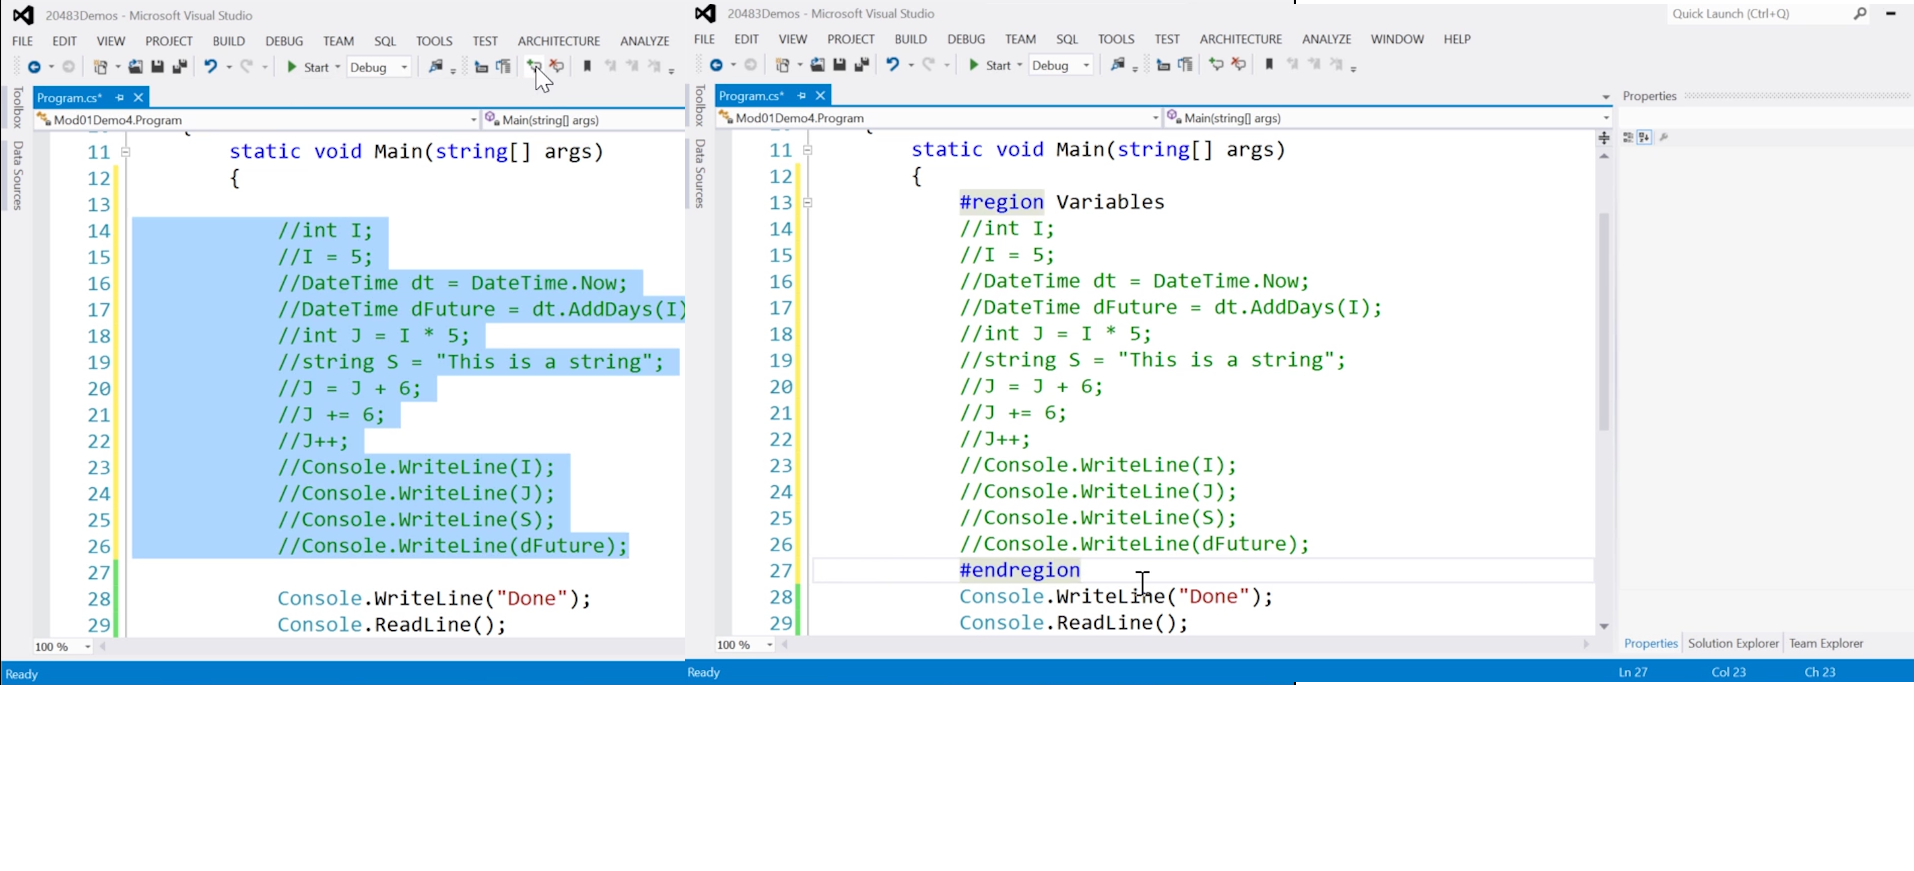 20483Demos - Microsoft Visual Studio
FILE EDIT VIEW PROJECT BUILD DEBUG TEAM SQL TOOLS TEST ARCHITECTURE ANALYZE
Start Debug
Toolbox
Data Sources
Program.cs*
Mod01Demo4.Program Main(string[] args)
11 static void Main(string[] args)
12 {
13
14 //int I;
15 //I = 5;
16 //DateTime dt = DateTime.Now;
17 //DateTime dFuture = dt.AddDays(I)
18 //int J = I * 5;
19 //string S = "This is a string";
20 //J = J + 6;
21 //J += 6;
22 //J++;
23 //Console.WriteLine(I);
24 //Console.WriteLine(J);
25 //Console.WriteLine(S);
26 //Console.WriteLine(dFuture);
27
28 Console.WriteLine("Done");
29 Console.ReadLine();
100 %
Ready
20483Demos - Microsoft Visual Studio Quick Launch (Ctrl+Q)
FILE EDIT VIEW PROJECT BUILD DEBUG TEAM SQL TOOLS TEST ARCHITECTURE ANALYZE WINDOW HELP
Start Debug
Toolbox
Data Sources
Program.cs*
Mod01Demo4.Program Main(string[] args)
11 static void Main(string[] args)
12 {
13 #region Variables
14 //int I;
15 //I = 5;
16 //DateTime dt = DateTime.Now;
17 //DateTime dFuture = dt.AddDays(I);
18 //int J = I * 5;
19 //string S = "This is a string";
20 //J = J + 6;
21 //J += 6;
22 //J++;
23 //Console.WriteLine(I);
24 //Console.WriteLine(J);
25 //Console.WriteLine(S);
26 //Console.WriteLine(dFuture);
27 #endregion
28 Console.WriteLine("Done");
29 Console.ReadLine();
100 %
Properties
Properties Solution Explorer Team Explorer
Ready Ln 27 Col 23 Ch 23